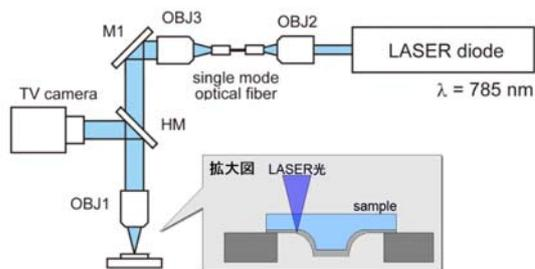 M1
OBJ3
OBJ2
LASER diode
single mode
optical fiber
λ = 785 nm
TV camera
HM
OBJ1
拡大図
LASER光
sample